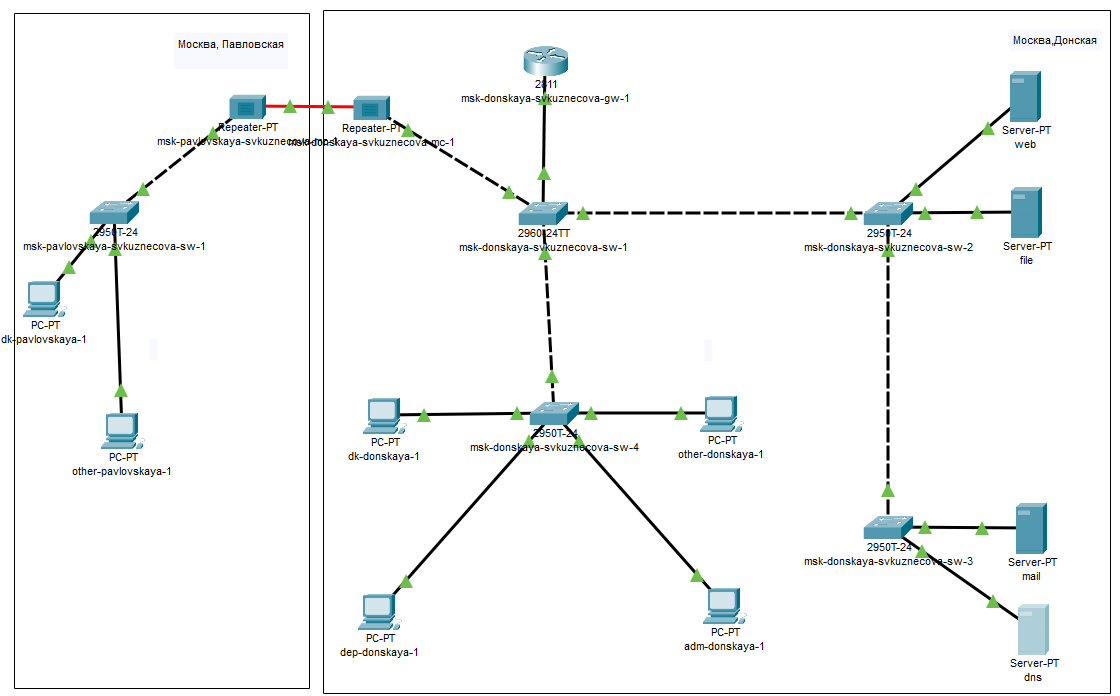 Москва, Павловская
Москва,Донская
2811
msk-donskaya-svkuznecova-gw-1
Repeater-PT
msk-pavlovskaya-svkuznecova-mc-1
Repeater-PT
msk-donskaya-svkuznecova-mc-1
Server-PT
web
2950T-24
msk-pavlovskaya-svkuznecova-sw-1
2960-24TT
msk-donskaya-svkuznecova-sw-1
2950T-24
msk-donskaya-svkuznecova-sw-2
Server-PT
file
PC-PT
dk-pavlovskaya-1
PC-PT
other-pavlovskaya-1
PC-PT
dk-donskaya-1
2950T-24
msk-donskaya-svkuznecova-sw-4
PC-PT
other-donskaya-1
2950T-24
msk-donskaya-svkuznecova-sw-3
Server-PT
mail
PC-PT
dep-donskaya-1
PC-PT
adm-donskaya-1
Server-PT
dns